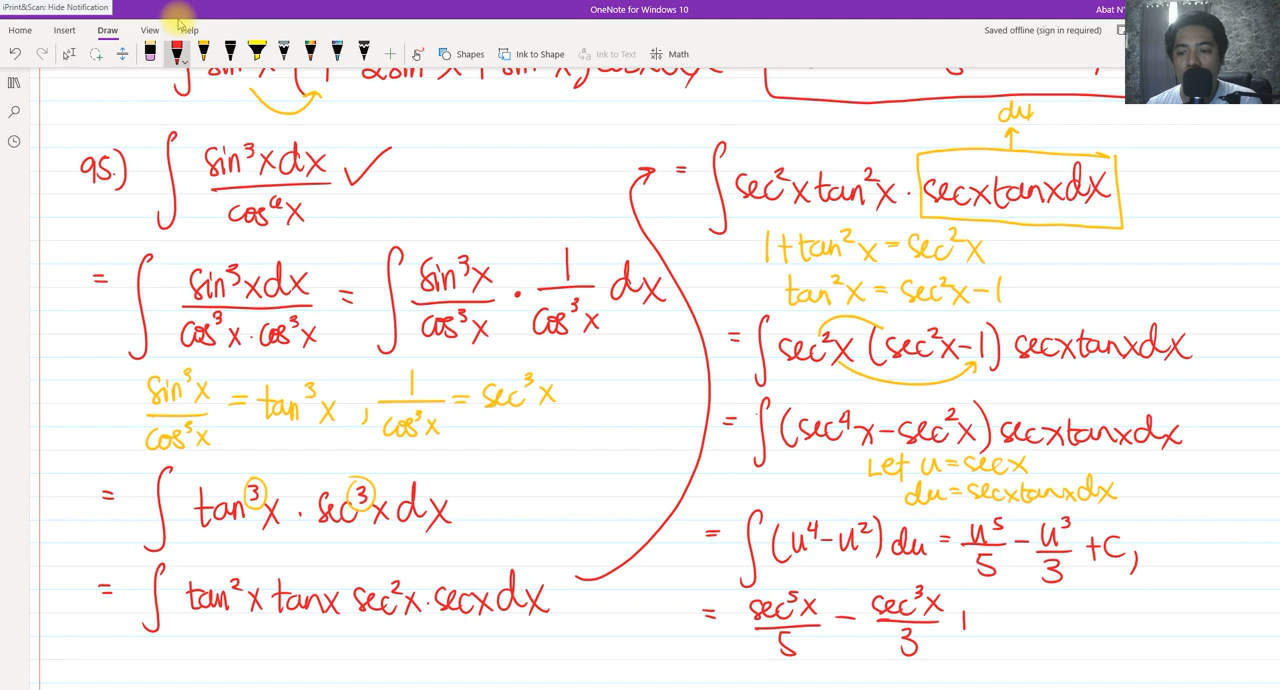 iPrint&Scan: Hide Notification
OneNote for Windows 10
Abat N'
Home Insert Draw View Help
Saved offline (sign in required)
Shapes Ink to Shape Ink to Text Math
du
95.) ∫ sin³x dx / cos⁶x ✓
= ∫ sin³x dx / cos³x · cos³x = ∫ sin³x / cos³x · 1 / cos³x dx
sin³x / cos³x = tan³x , 1 / cos³x = sec³x
= ∫ tan³x · sec³x dx
= ∫ tan²x tanx sec²x · secx dx
= ∫ sec²x tan²x · secx tanx dx
1 + tan²x = sec²x
tan²x = sec²x − 1
= ∫ sec²x (sec²x − 1) secx tanx dx
= ∫ (sec⁴x − sec²x) secx tanx dx
Let u = secx
du = secx tanx dx
= ∫ (u⁴ − u²) du = u⁵/5 − u³/3 + C,
= sec⁵x / 5 − sec³x / 3